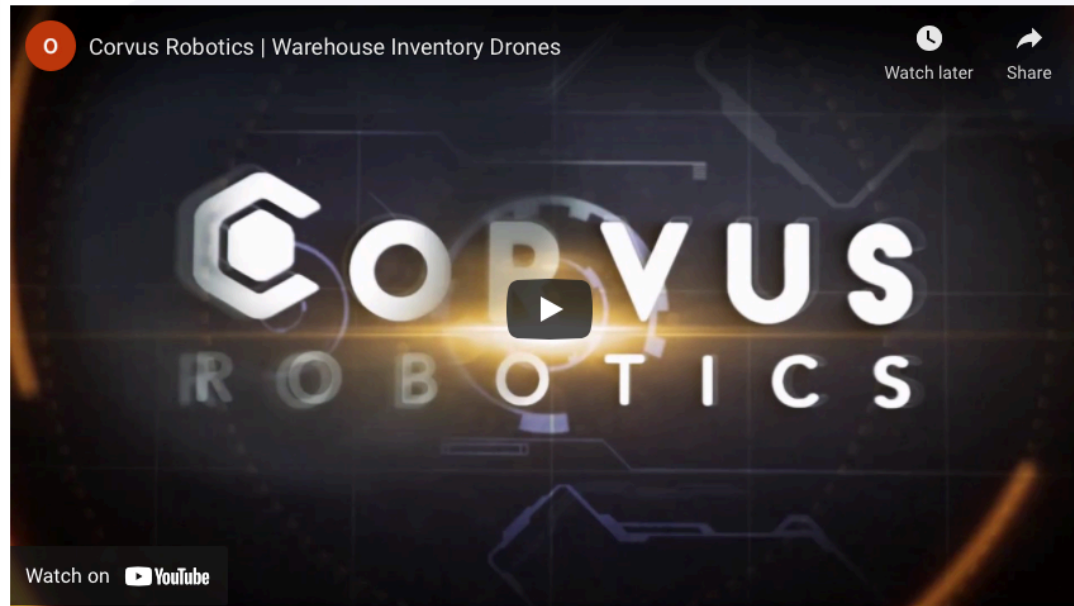 O
Corvus Robotics | Warehouse Inventory Drones
Watch later
Share
CORVUS
ROBOTICS
Watch on YouTube